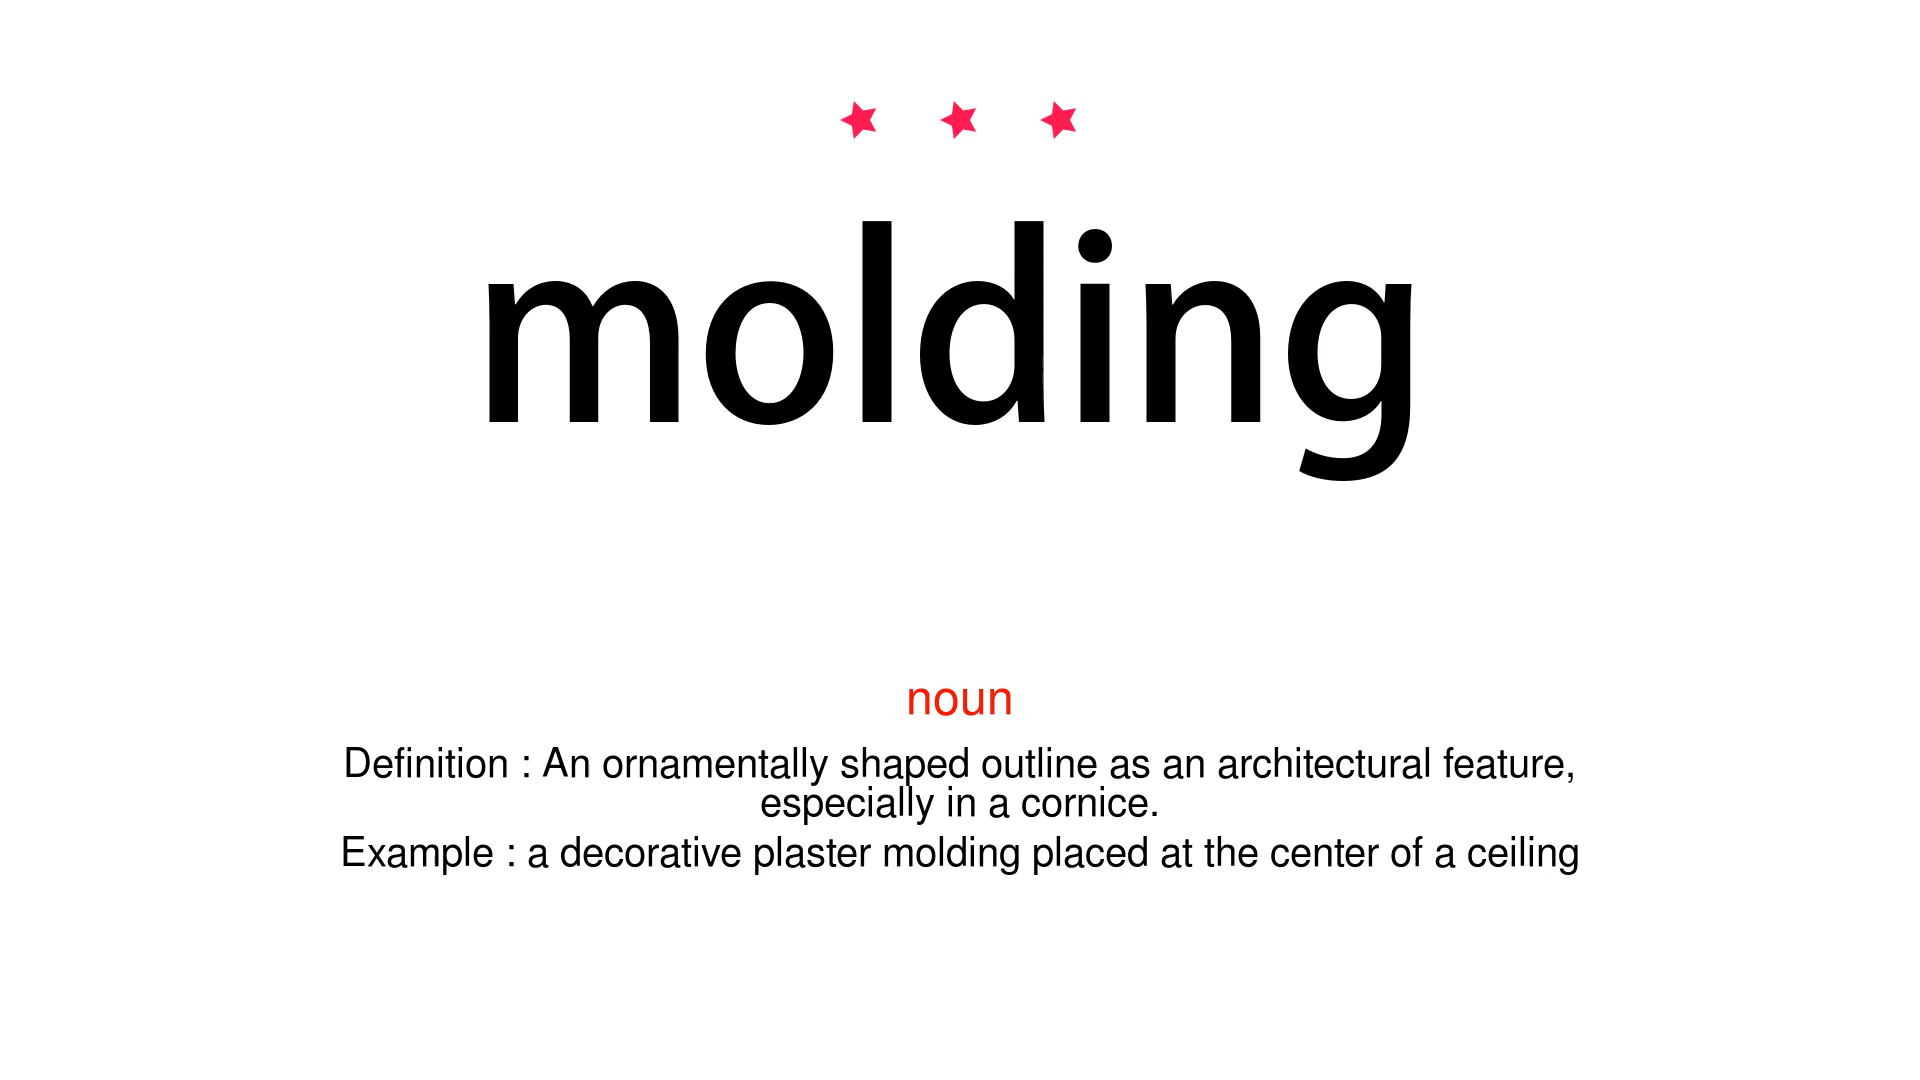 molding
noun
Definition : An ornamentally shaped outline as an architectural feature,
especially in a cornice.
Example : a decorative plaster molding placed at the center of a ceiling